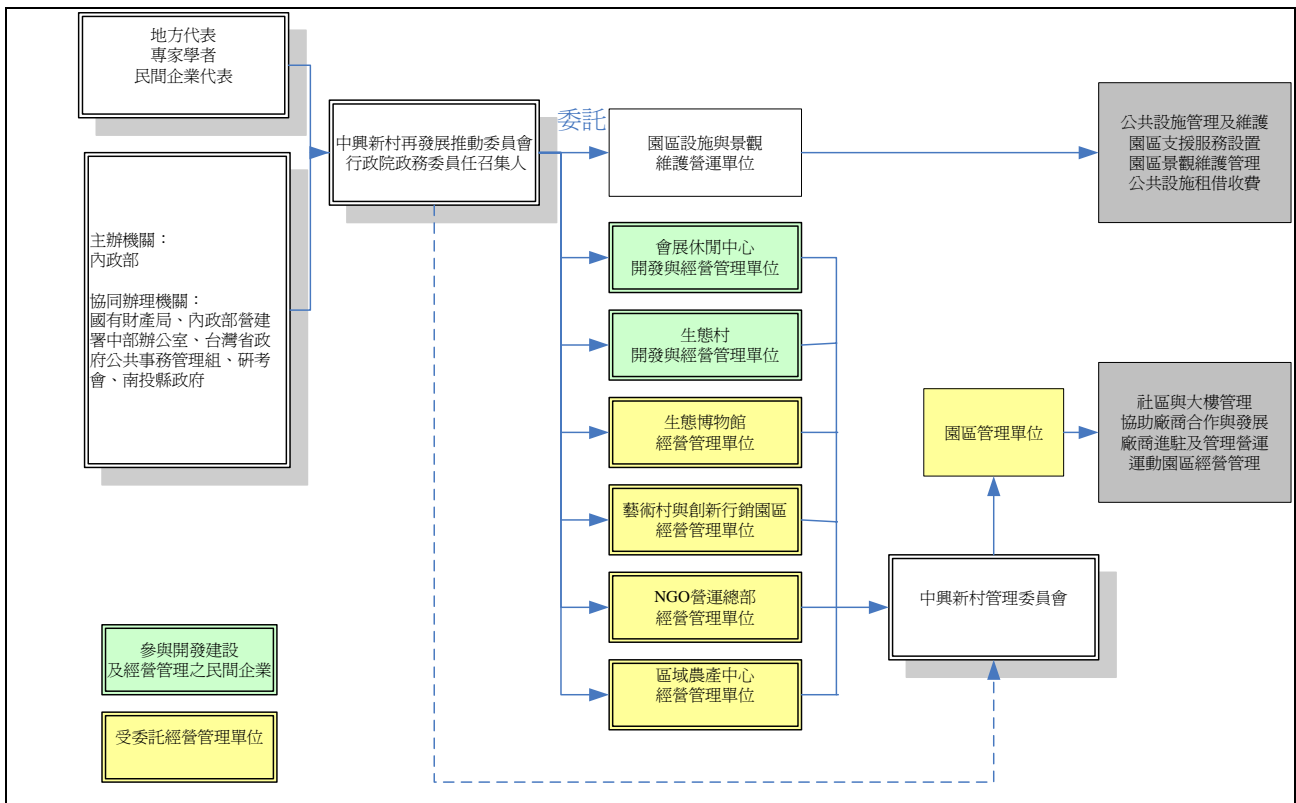 地方代表
專家學者
民間企業代表
主辦機關：
內政部
協同辦理機關：
國有財產局、內政部營建
署中部辦公室、台灣省政
府公共事務管理組、研考
會、南投縣政府
中興新村再發展推動委員會
行政院政務委員任召集人
委託
園區設施與景觀
維護營運單位
公共設施管理及維護
園區支援服務設置
園區景觀維護管理
公共設施租借收費
會展休閒中心
開發與經營管理單位
生態村
開發與經營管理單位
生態博物館
經營管理單位
藝術村與創新行銷園區
經營管理單位
NGO營運總部
經營管理單位
區域農產中心
經營管理單位
園區管理單位
社區與大樓管理
協助廠商合作與發展
廠商進駐及管理營運
運動園區經營管理
中興新村管理委員會
參與開發建設
及經營管理之民間企業
受委託經營管理單位